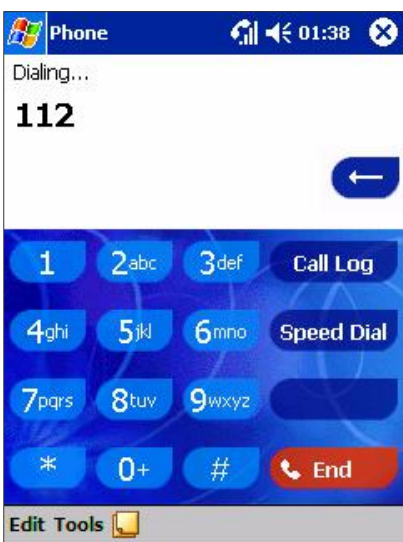 Phone 01:38
Dialing...
112
1 2abc 3def Call Log
4ghi 5jkl 6mno Speed Dial
7pqrs 8tuv 9wxyz
* 0+ # End
Edit Tools